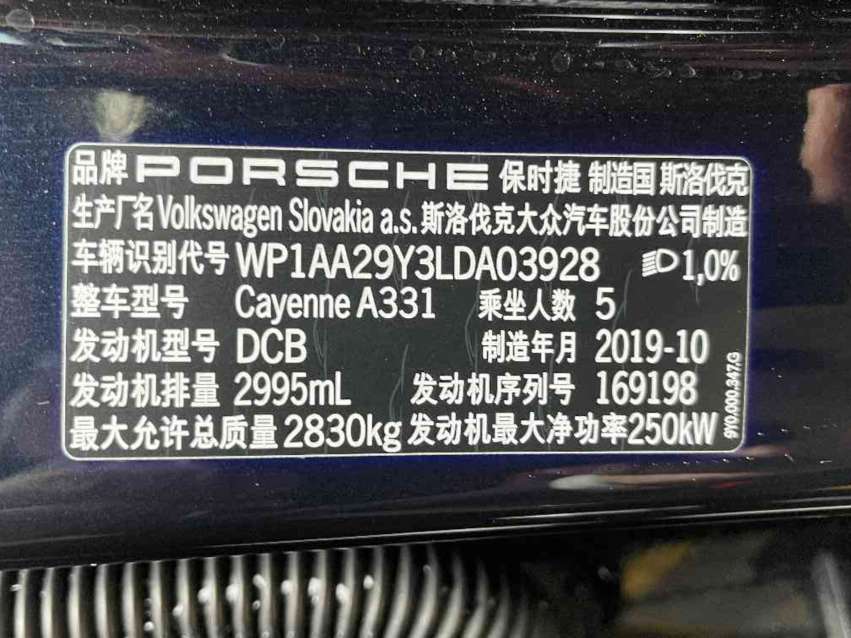 品牌 PORSCHE 保时捷 制造国 斯洛伐克
生产厂名 Volkswagen Slovakia a.s. 斯洛伐克大众汽车股份公司制造
车辆识别代号 WP1AA29Y3LDA03928 1,0%
整车型号 Cayenne A331 乘坐人数 5
发动机型号 DCB 制造年月 2019-10
发动机排量 2995mL 发动机序列号 169198
最大允许总质量 2830kg 发动机最大净功率 250kW
9Y0.000.347.G